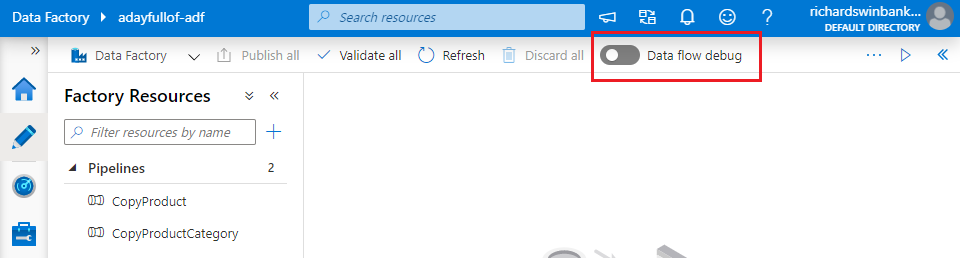 Data Factory ▸ adayfullof-adf
Search resources
richardswinbank...
DEFAULT DIRECTORY
Data Factory
Publish all
Validate all
Refresh
Discard all
Data flow debug
Factory Resources
Filter resources by name
Pipelines 2
CopyProduct
CopyProductCategory